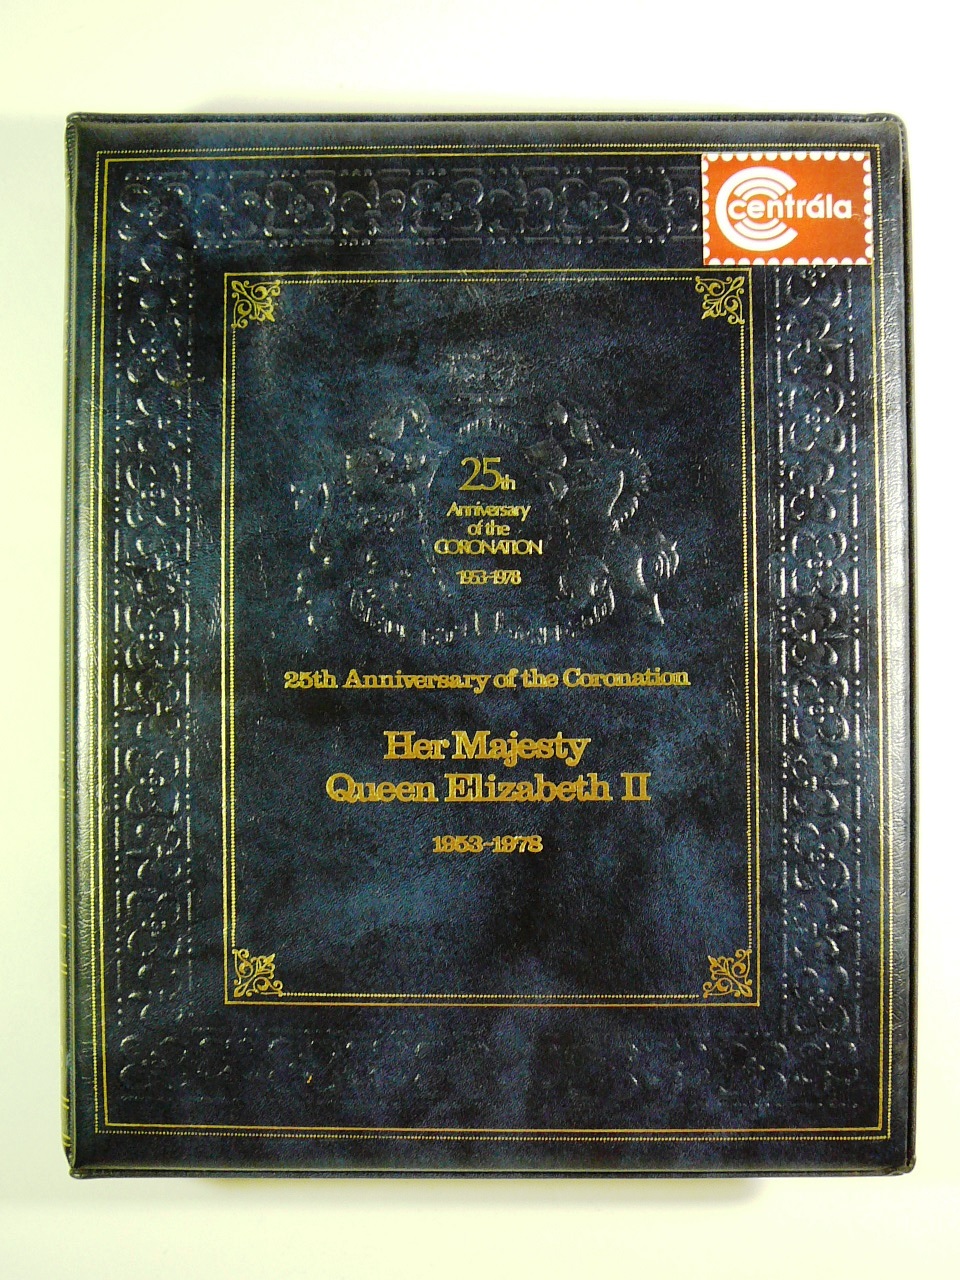 centrála
25th
Anniversary
of the
CORONATION
1953-1978
25th Anniversary of the Coronation
Her Majesty
Queen Elizabeth II
1953-1978